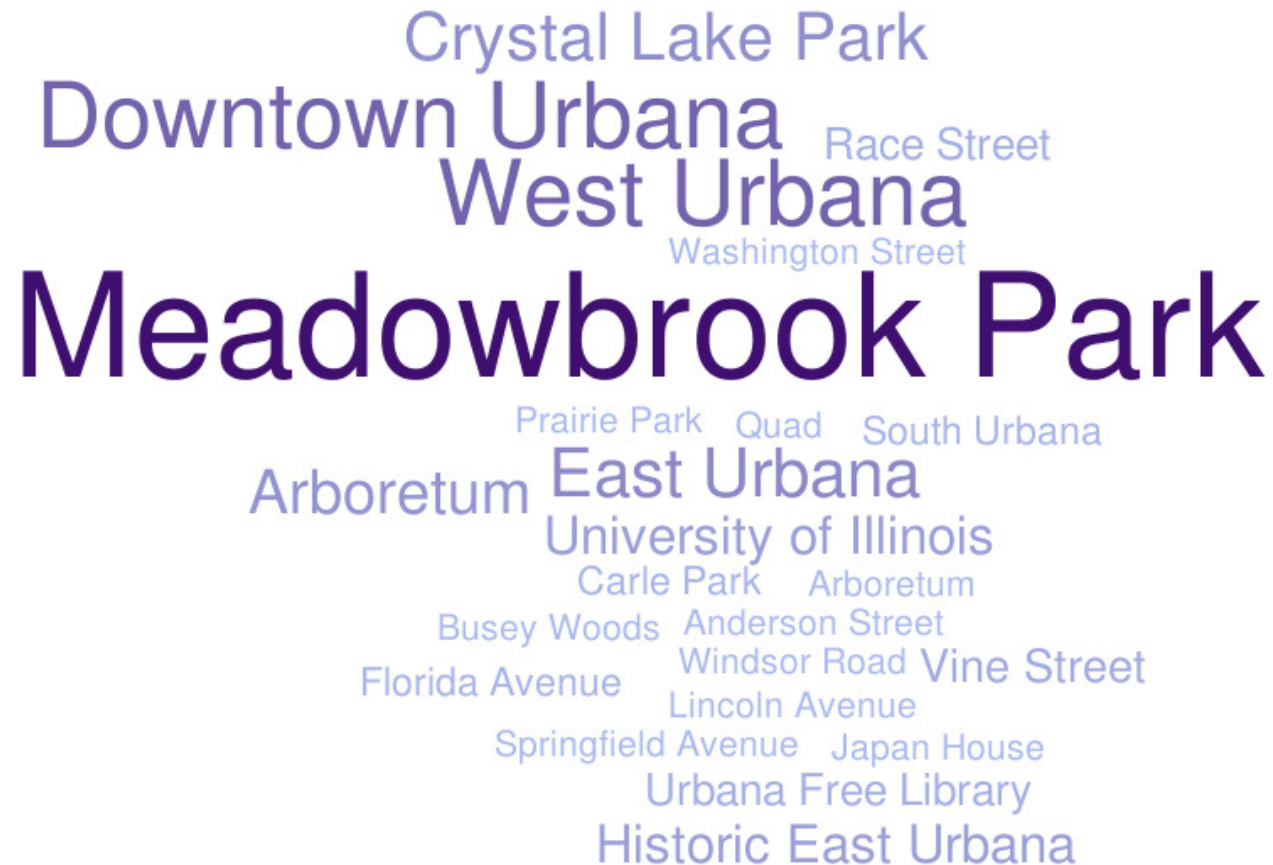 Crystal Lake Park
Downtown Urbana
Race Street
West Urbana
Washington Street
Meadowbrook Park
Prairie Park
Quad
South Urbana
East Urbana
Arboretum
University of Illinois
Carle Park
Arboretum
Busey Woods
Anderson Street
Windsor Road
Vine Street
Florida Avenue
Lincoln Avenue
Springfield Avenue
Japan House
Urbana Free Library
Historic East Urbana